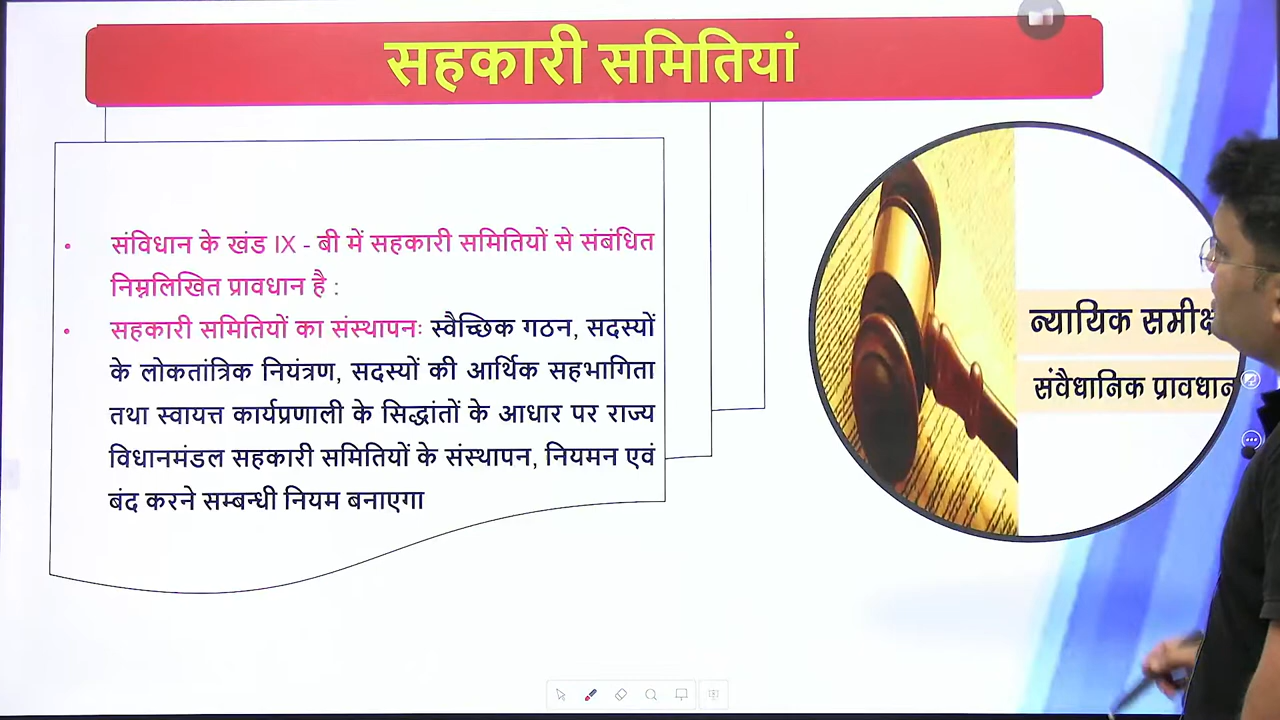 सहकारी समितियां
• संविधान के खंड IX - बी में सहकारी समितियों से संबंधित
निम्नलिखित प्रावधान है :
• सहकारी समितियों का संस्थापनः स्वैच्छिक गठन, सदस्यों
के लोकतांत्रिक नियंत्रण, सदस्यों की आर्थिक सहभागिता
तथा स्वायत्त कार्यप्रणाली के सिद्धांतों के आधार पर राज्य
विधानमंडल सहकारी समितियों के संस्थापन, नियमन एवं
बंद करने सम्बन्धी नियम बनाएगा
न्यायिक
संवैधानिक प्रावधान